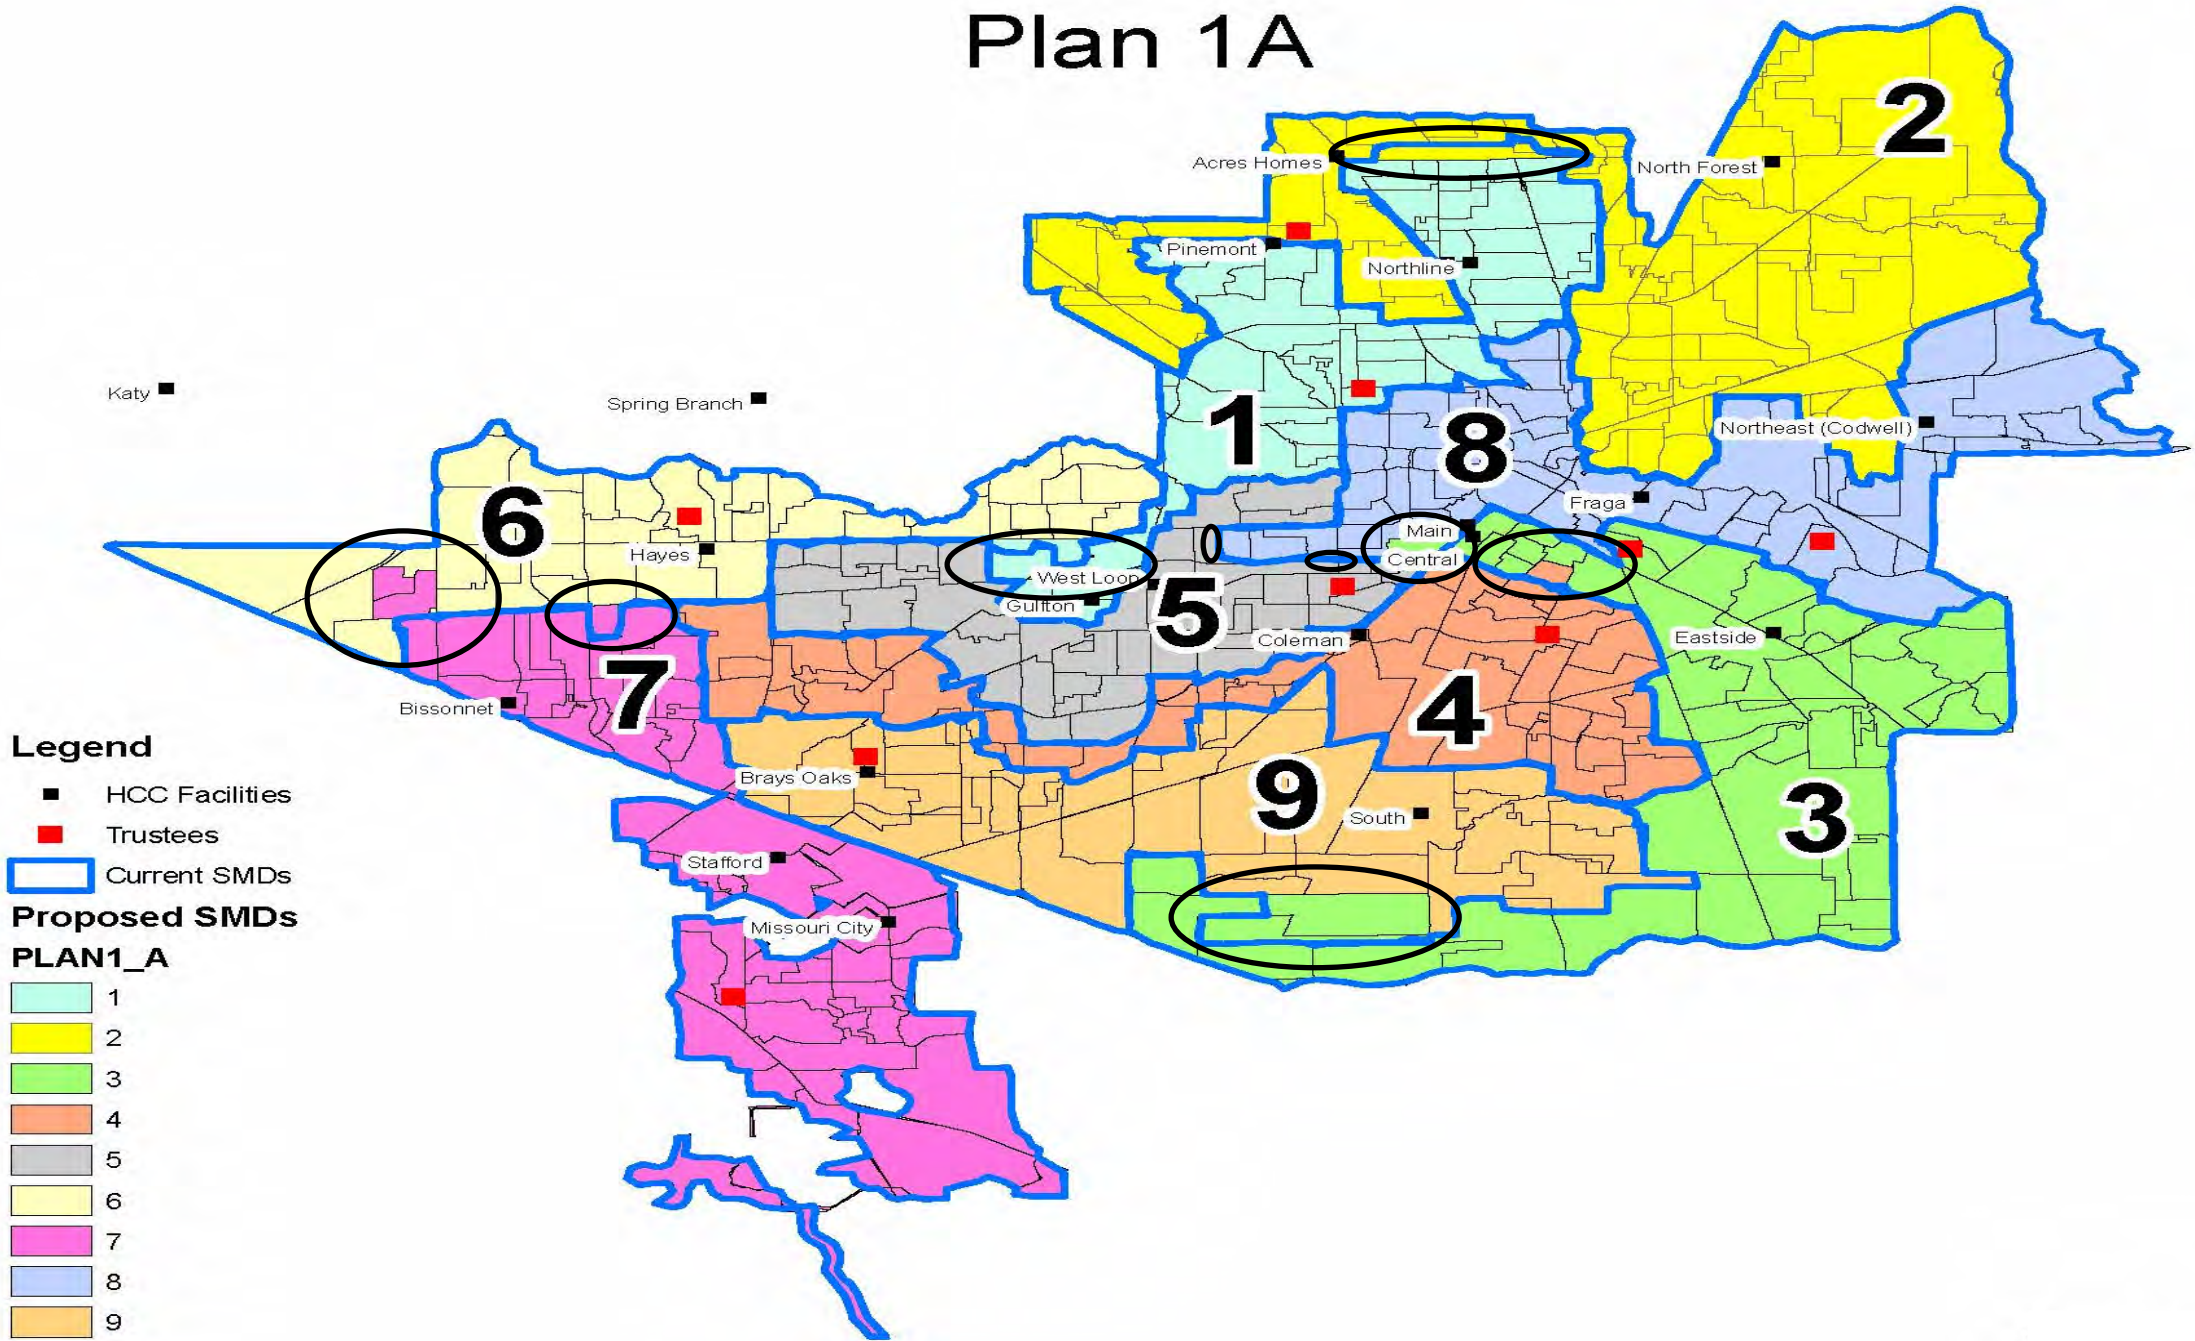 Plan 1A
2
Acres Homes
North Forest
Pinemont
Northline
Katy
Spring Branch
1
8
Northeast (Codwell)
6
Fraga
Main
Hayes
Central
West Loop
Gulfton
5
Coleman
Eastside
7
4
Bissonnet
Brays Oaks
9
South
3
Stafford
Missouri City
Legend
HCC Facilities
Trustees
Current SMDs
Proposed SMDs
PLAN1_A
1
2
3
4
5
6
7
8
9